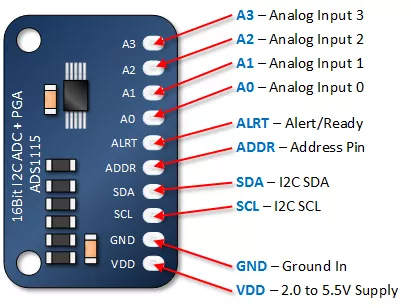 A3
A2
A1
A0
ALRT
ADDR
SDA
SCL
GND
VDD
16Bit I2C ADC + PGA
ADS1115
A3 – Analog Input 3
A2 – Analog Input 2
A1 – Analog Input 1
A0 – Analog Input 0
ALRT – Alert/Ready
ADDR – Address Pin
SDA – I2C SDA
SCL – I2C SCL
GND – Ground In
VDD – 2.0 to 5.5V Supply